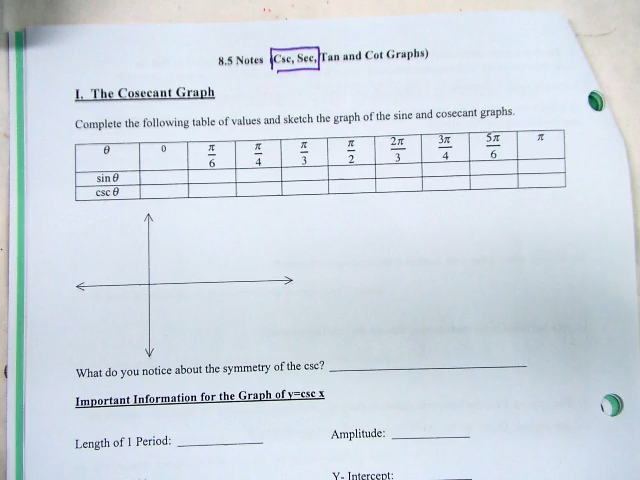 8.5 Notes (Csc, Sec, Tan and Cot Graphs)
I. The Cosecant Graph
Complete the following table of values and sketch the graph of the sine and cosecant graphs.
θ 0 π/6 π/4 π/3 π/2 2π/3 3π/4 5π/6 π
sin θ
csc θ
What do you notice about the symmetry of the csc?
Important Information for the Graph of y=csc x
Length of 1 Period: Amplitude:
Y- Intercept: